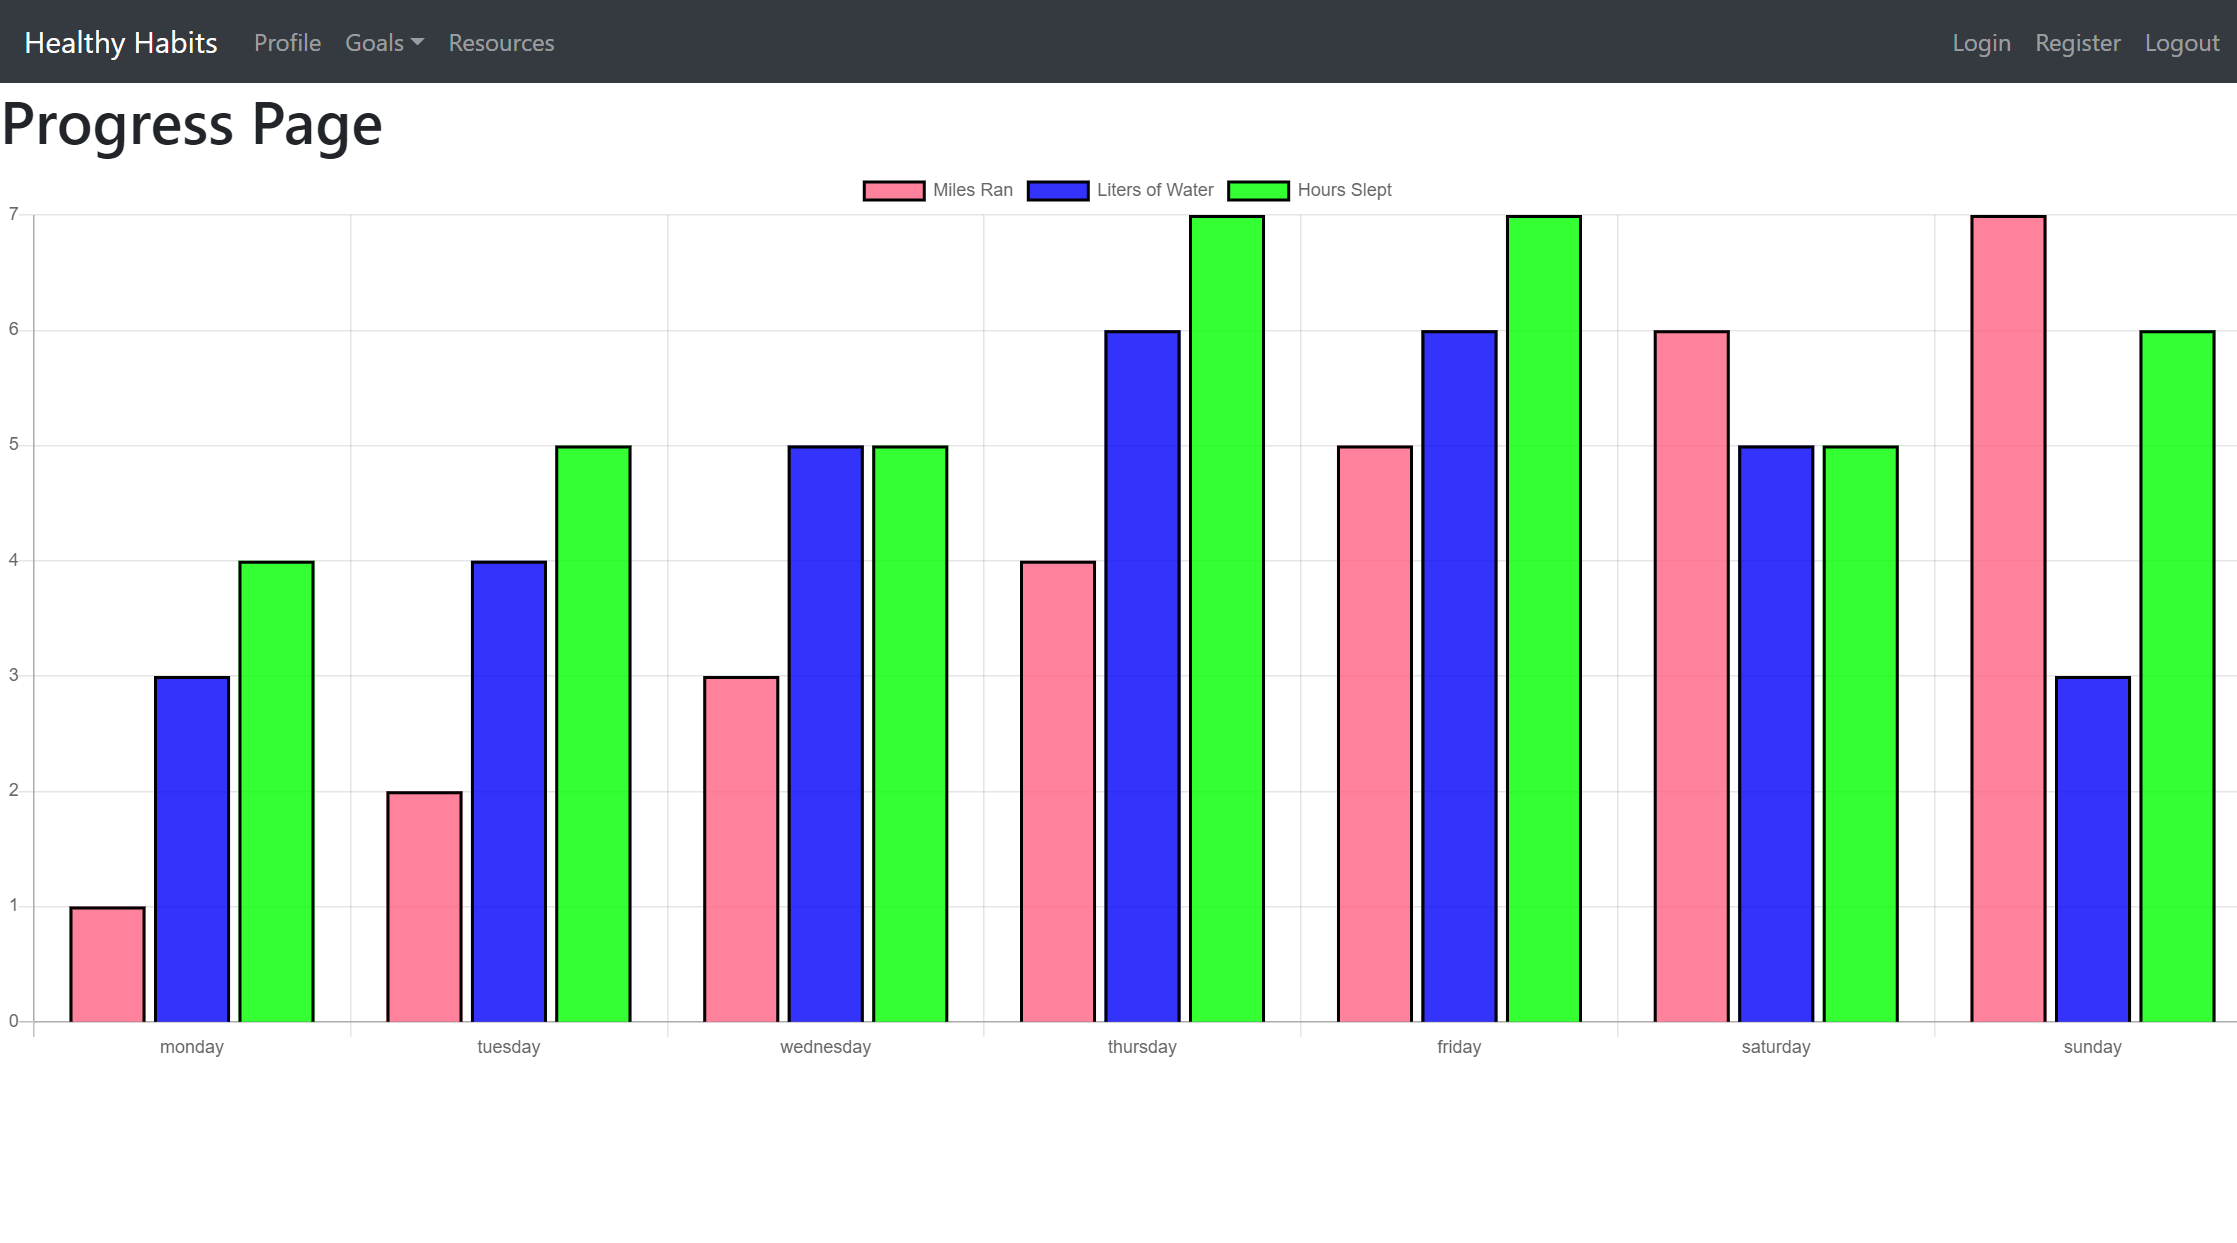 Healthy Habits Profile Goals Resources Login Register Logout
Progress Page
Miles Ran Liters of Water Hours Slept
7
6
5
4
3
2
1
0
monday tuesday wednesday thursday friday saturday sunday